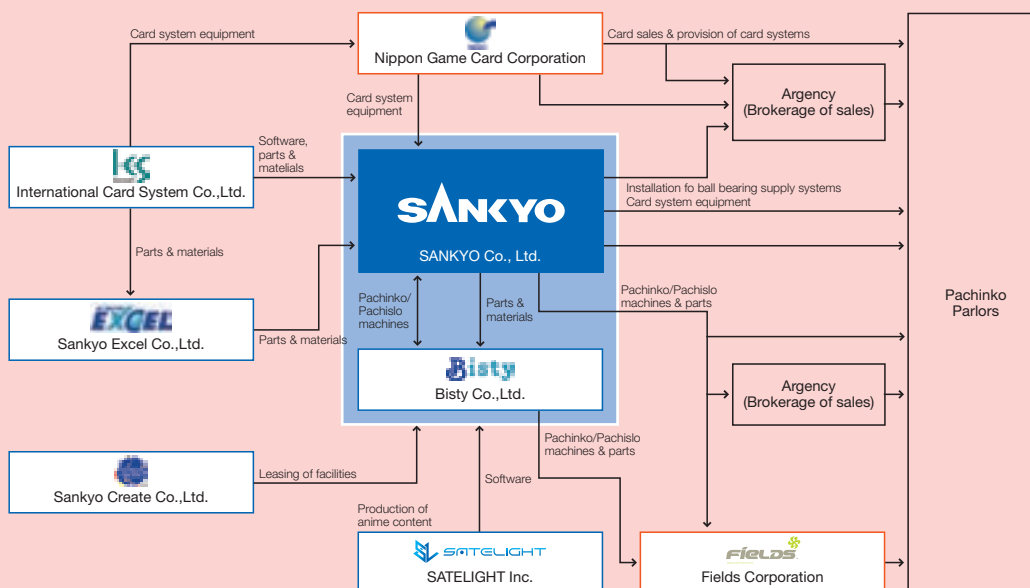 Card system equipment
Nippon Game Card Corporation
Card sales & provision of card systems
Argency
(Brokerage of sales)
Card system
equipment
Software,
parts &
matelials
International Card System Co.,Ltd.
SANKYO
SANKYO Co., Ltd.
Installation fo ball bearing supply systems
Card system equipment
Parts & materials
EXCEL
Sankyo Excel Co.,Ltd.
Parts & materials
Pachinko/
Pachislo
machines
Parts &
materials
Pachinko/Pachislo
machines & parts
Pachinko
Parlors
Bisty
Bisty Co.,Ltd.
Argency
(Brokerage of sales)
Pachinko/Pachislo
machines & parts
Leasing of facilities
Sankyo Create Co.,Ltd.
Software
Production of
anime content
SATELIGHT
SATELIGHT Inc.
FIELDS
Fields Corporation